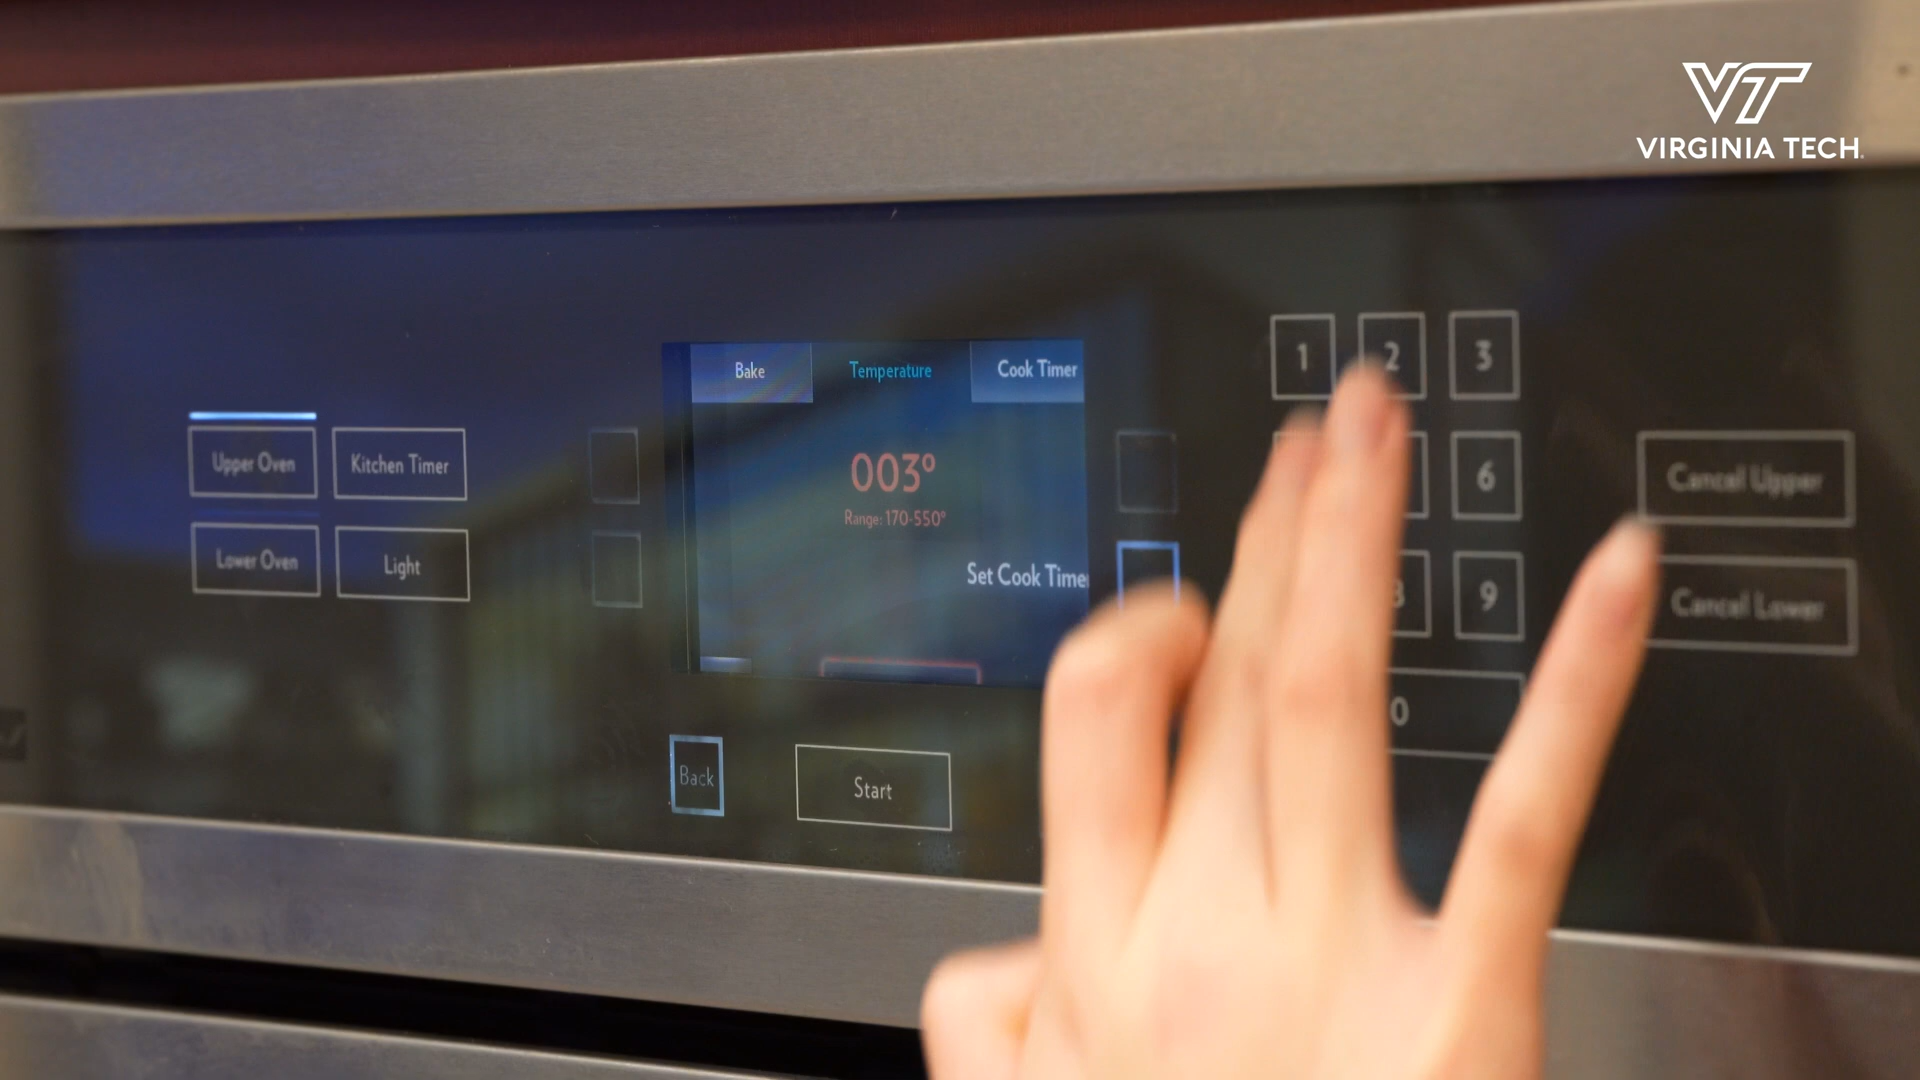 VT
VIRGINIA TECH
Bake
Temperature
Cook Timer
1
2
3
Upper Oven
Kitchen Timer
003°
6
Cancel Upper
Range: 170-550°
Lower Oven
Light
Set Cook Time
9
Cancel Lower
0
Back
Start